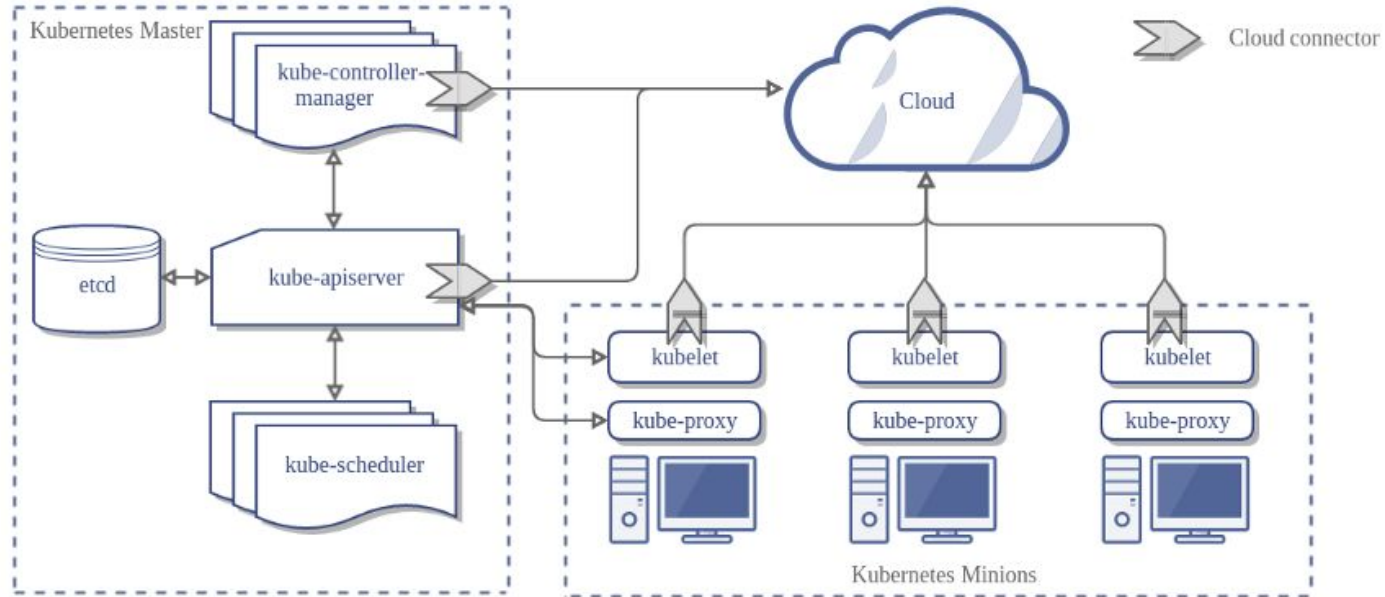 Kubernetes Master
kube-controller-
manager
Cloud
Cloud connector
etcd
kube-apiserver
kubelet
kubelet
kubelet
kube-proxy
kube-proxy
kube-proxy
kube-scheduler
Kubernetes Minions